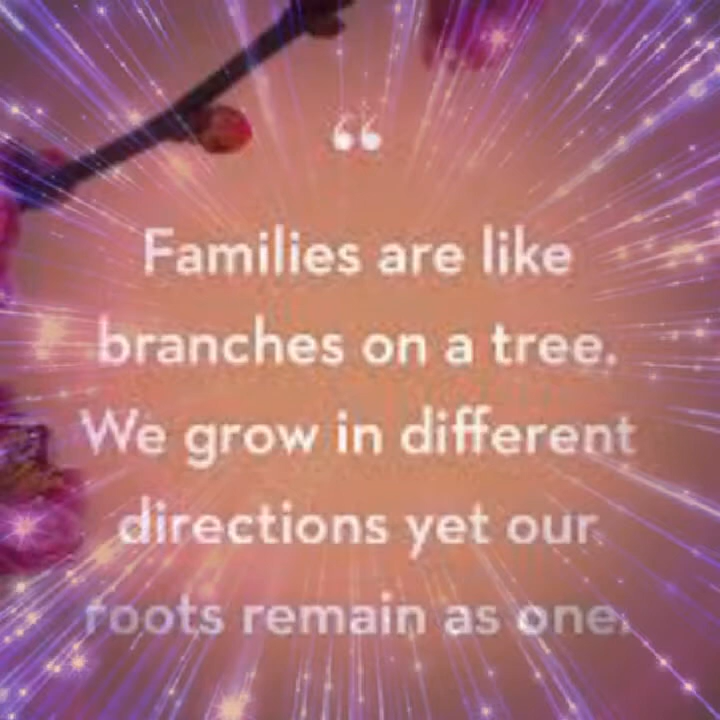 “
Families are like
branches on a tree.
We grow in different
directions yet our
roots remain as one.